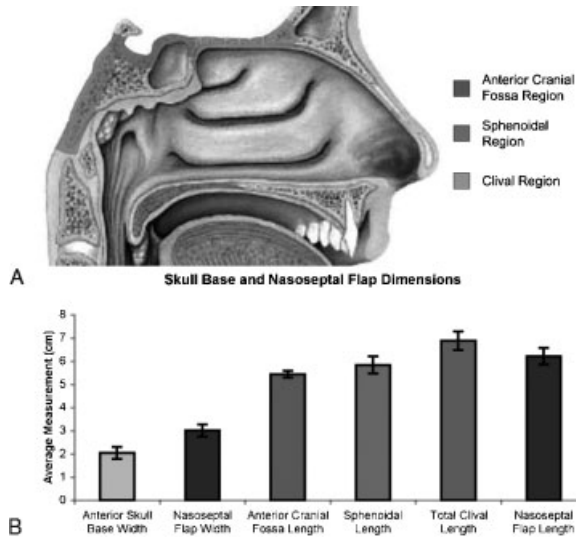 Anterior Cranial
Fossa Region
Sphenoidal
Region
Clival Region
A
Skull Base and Nasoseptal Flap Dimensions
Average Measurement (cm)
8
7
6
5
4
3
2
1
0
Anterior Skull
Base Width
Nasoseptal
Flap Width
Anterior Cranial
Fossa Length
Sphenoidal
Length
Total Clival
Length
Nasoseptal
Flap Length
B